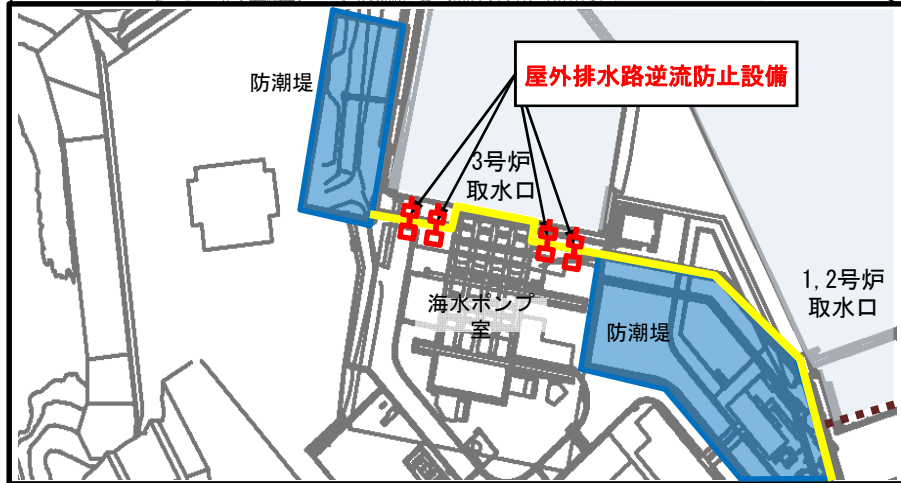 屋外排水路逆流防止設備
防潮堤
3号炉
取水口
1,2号炉
取水口
海水ポンプ
室
防潮堤